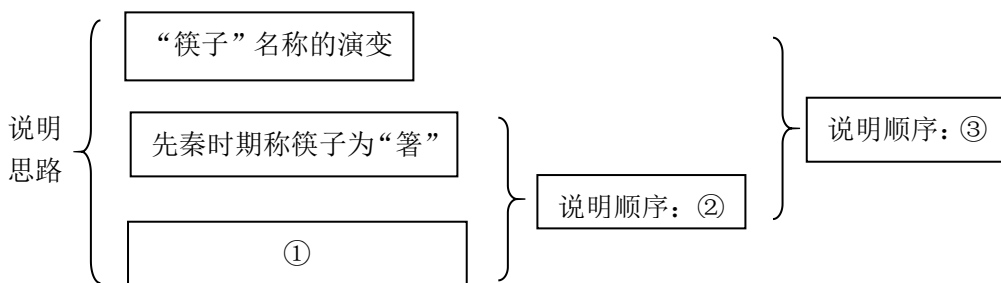 “筷子”名称的演变
说明
思路
先秦时期称筷子为“箸”
①
说明顺序：②
说明顺序：③